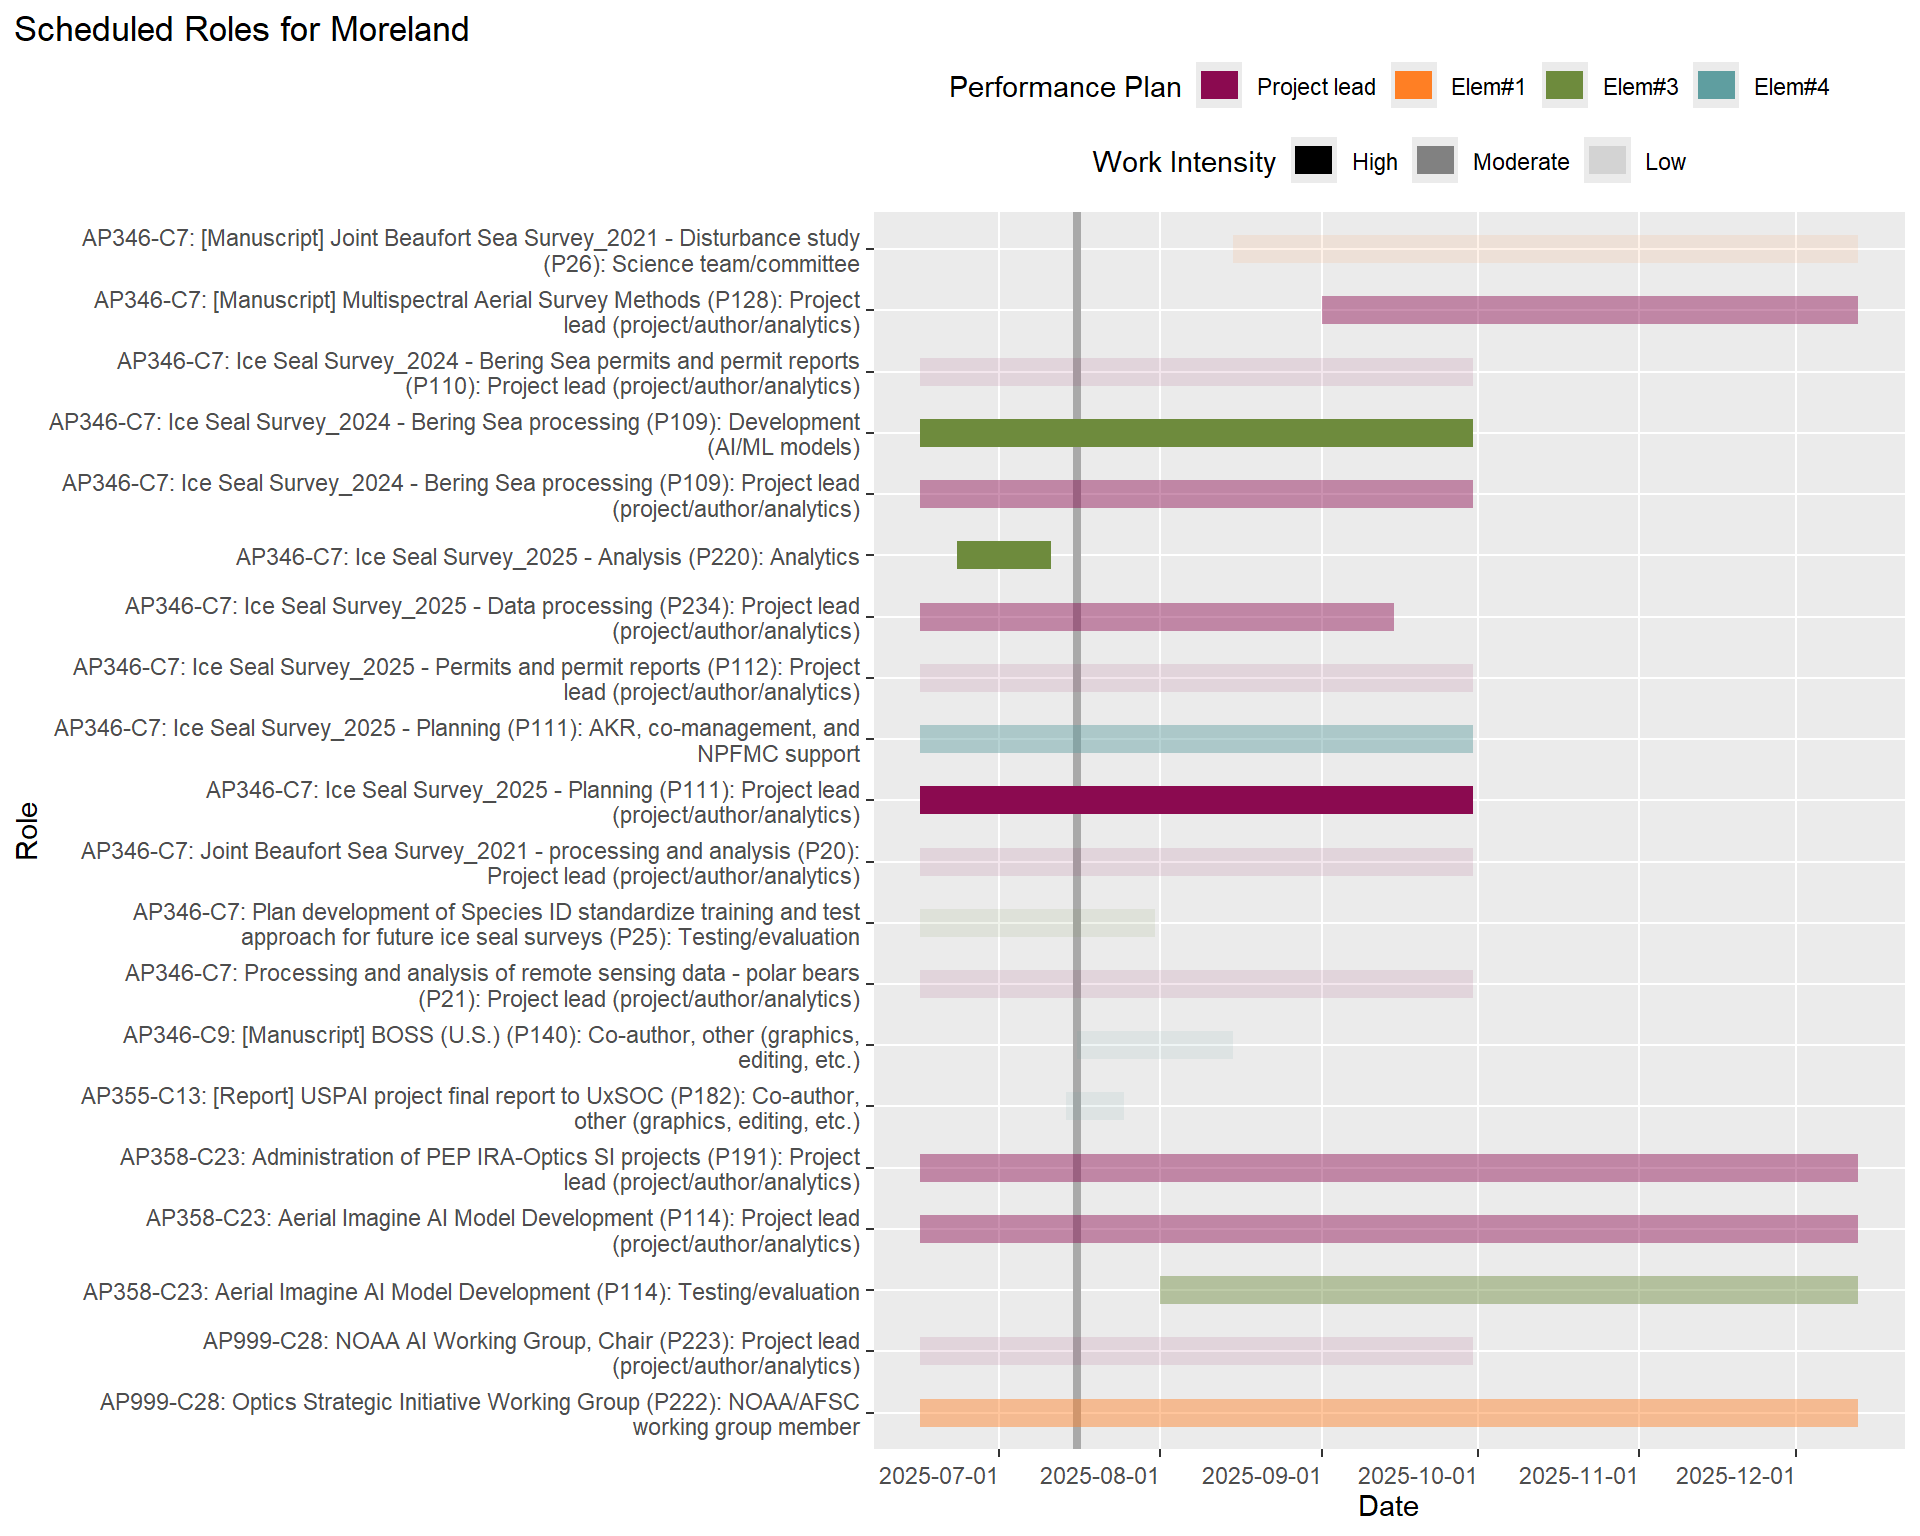 Scheduled Roles for Moreland
Performance Plan Project lead Elem#1 Elem#3 Elem#4
Work Intensity High Moderate Low
AP346-C7: [Manuscript] Joint Beaufort Sea Survey_2021 - Disturbance study
(P26): Science team/committee
AP346-C7: [Manuscript] Multispectral Aerial Survey Methods (P128): Project
lead (project/author/analytics)
AP346-C7: Ice Seal Survey_2024 - Bering Sea permits and permit reports
(P110): Project lead (project/author/analytics)
AP346-C7: Ice Seal Survey_2024 - Bering Sea processing (P109): Development
(AI/ML models)
AP346-C7: Ice Seal Survey_2024 - Bering Sea processing (P109): Project lead
(project/author/analytics)
AP346-C7: Ice Seal Survey_2025 - Analysis (P220): Analytics
AP346-C7: Ice Seal Survey_2025 - Data processing (P234): Project lead
(project/author/analytics)
AP346-C7: Ice Seal Survey_2025 - Permits and permit reports (P112): Project
lead (project/author/analytics)
AP346-C7: Ice Seal Survey_2025 - Planning (P111): AKR, co-management, and
NPFMC support
AP346-C7: Ice Seal Survey_2025 - Planning (P111): Project lead
(project/author/analytics)
Role
AP346-C7: Joint Beaufort Sea Survey_2021 - processing and analysis (P20):
Project lead (project/author/analytics)
AP346-C7: Plan development of Species ID standardize training and test
approach for future ice seal surveys (P25): Testing/evaluation
AP346-C7: Processing and analysis of remote sensing data - polar bears
(P21): Project lead (project/author/analytics)
AP346-C9: [Manuscript] BOSS (U.S.) (P140): Co-author, other (graphics,
editing, etc.)
AP355-C13: [Report] USPAI project final report to UxSOC (P182): Co-author,
other (graphics, editing, etc.)
AP358-C23: Administration of PEP IRA-Optics SI projects (P191): Project
lead (project/author/analytics)
AP358-C23: Aerial Imagine AI Model Development (P114): Project lead
(project/author/analytics)
AP358-C23: Aerial Imagine AI Model Development (P114): Testing/evaluation
AP999-C28: NOAA AI Working Group, Chair (P223): Project lead
(project/author/analytics)
AP999-C28: Optics Strategic Initiative Working Group (P222): NOAA/AFSC
working group member
2025-07-01 2025-08-01 2025-09-01 2025-10-01 2025-11-01 2025-12-01
Date